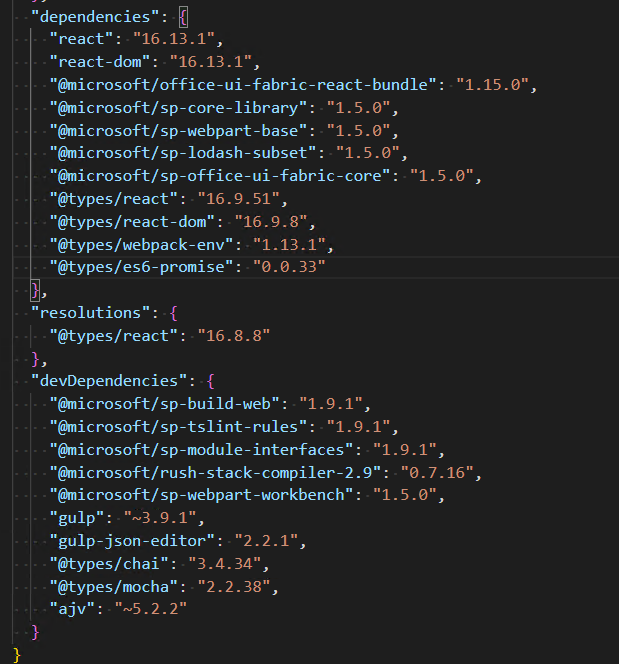 "dependencies": {
"react": "16.13.1",
"react-dom": "16.13.1",
"@microsoft/office-ui-fabric-react-bundle": "1.15.0",
"@microsoft/sp-core-library": "1.5.0",
"@microsoft/sp-webpart-base": "1.5.0",
"@microsoft/sp-lodash-subset": "1.5.0",
"@microsoft/sp-office-ui-fabric-core": "1.5.0",
"@types/react": "16.9.51",
"@types/react-dom": "16.9.8",
"@types/webpack-env": "1.13.1",
"@types/es6-promise": "0.0.33"
},
"resolutions": {
"@types/react": "16.8.8"
},
"devDependencies": {
"@microsoft/sp-build-web": "1.9.1",
"@microsoft/sp-tslint-rules": "1.9.1",
"@microsoft/sp-module-interfaces": "1.9.1",
"@microsoft/rush-stack-compiler-2.9": "0.7.16",
"@microsoft/sp-webpart-workbench": "1.5.0",
"gulp": "~3.9.1",
"gulp-json-editor": "2.2.1",
"@types/chai": "3.4.34",
"@types/mocha": "2.2.38",
"ajv": "~5.2.2"
}
}